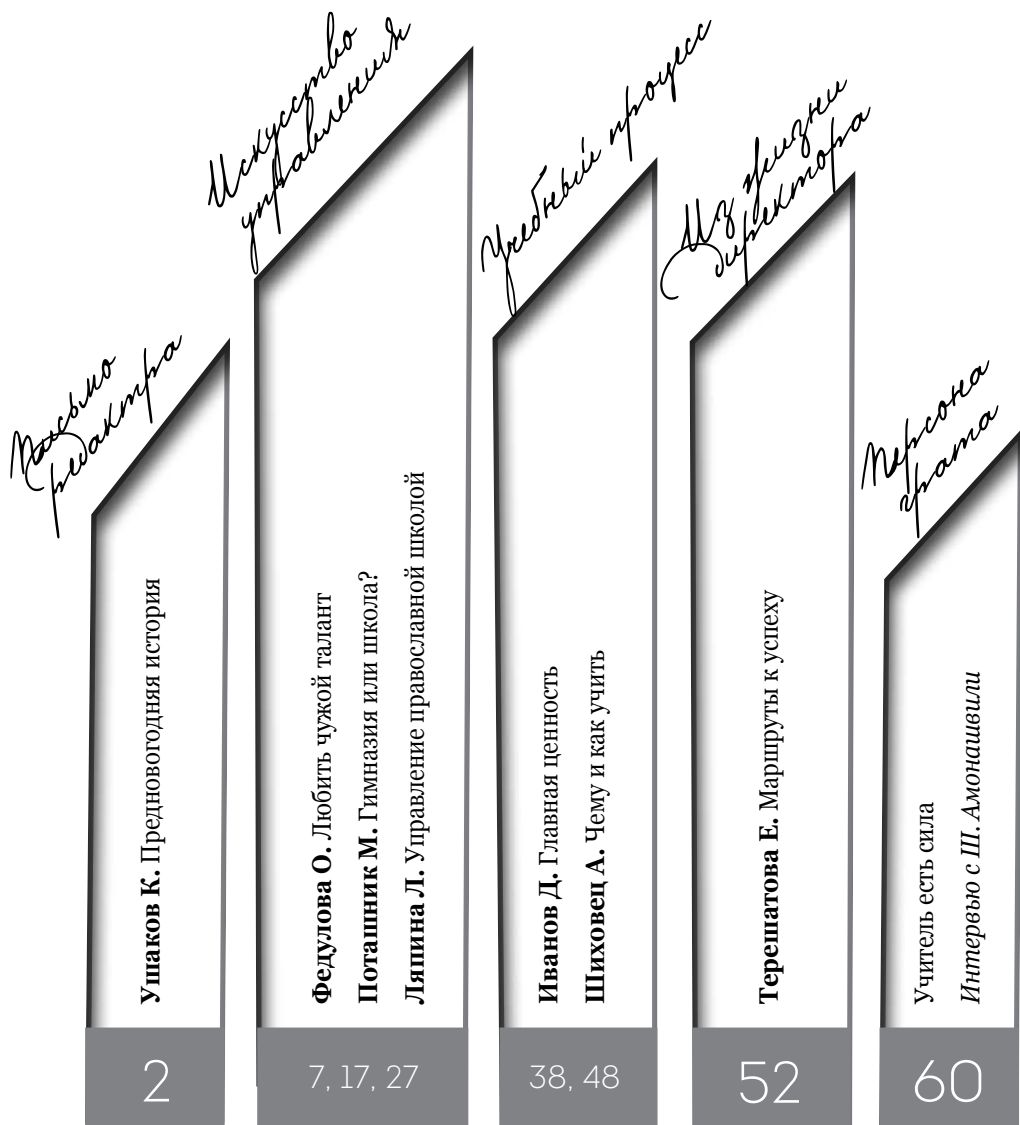 Письмо
редактора
Ушаков К. Предновогодняя история
2
Искусство
управления
Федулова О. Любить чужой талант
Поташник М. Гимназия или школа?
Ляпина Л. Управление православной школой
7, 17, 27
Учебный процесс
Иванов Д. Главная ценность
Шиховец А. Чему и как учить
38, 48
Из жизни
директора
Терешатова Е. Маршруты к успеху
52
Персона
грата
Учитель есть сила
Интервью с Ш. Амонашвили
60